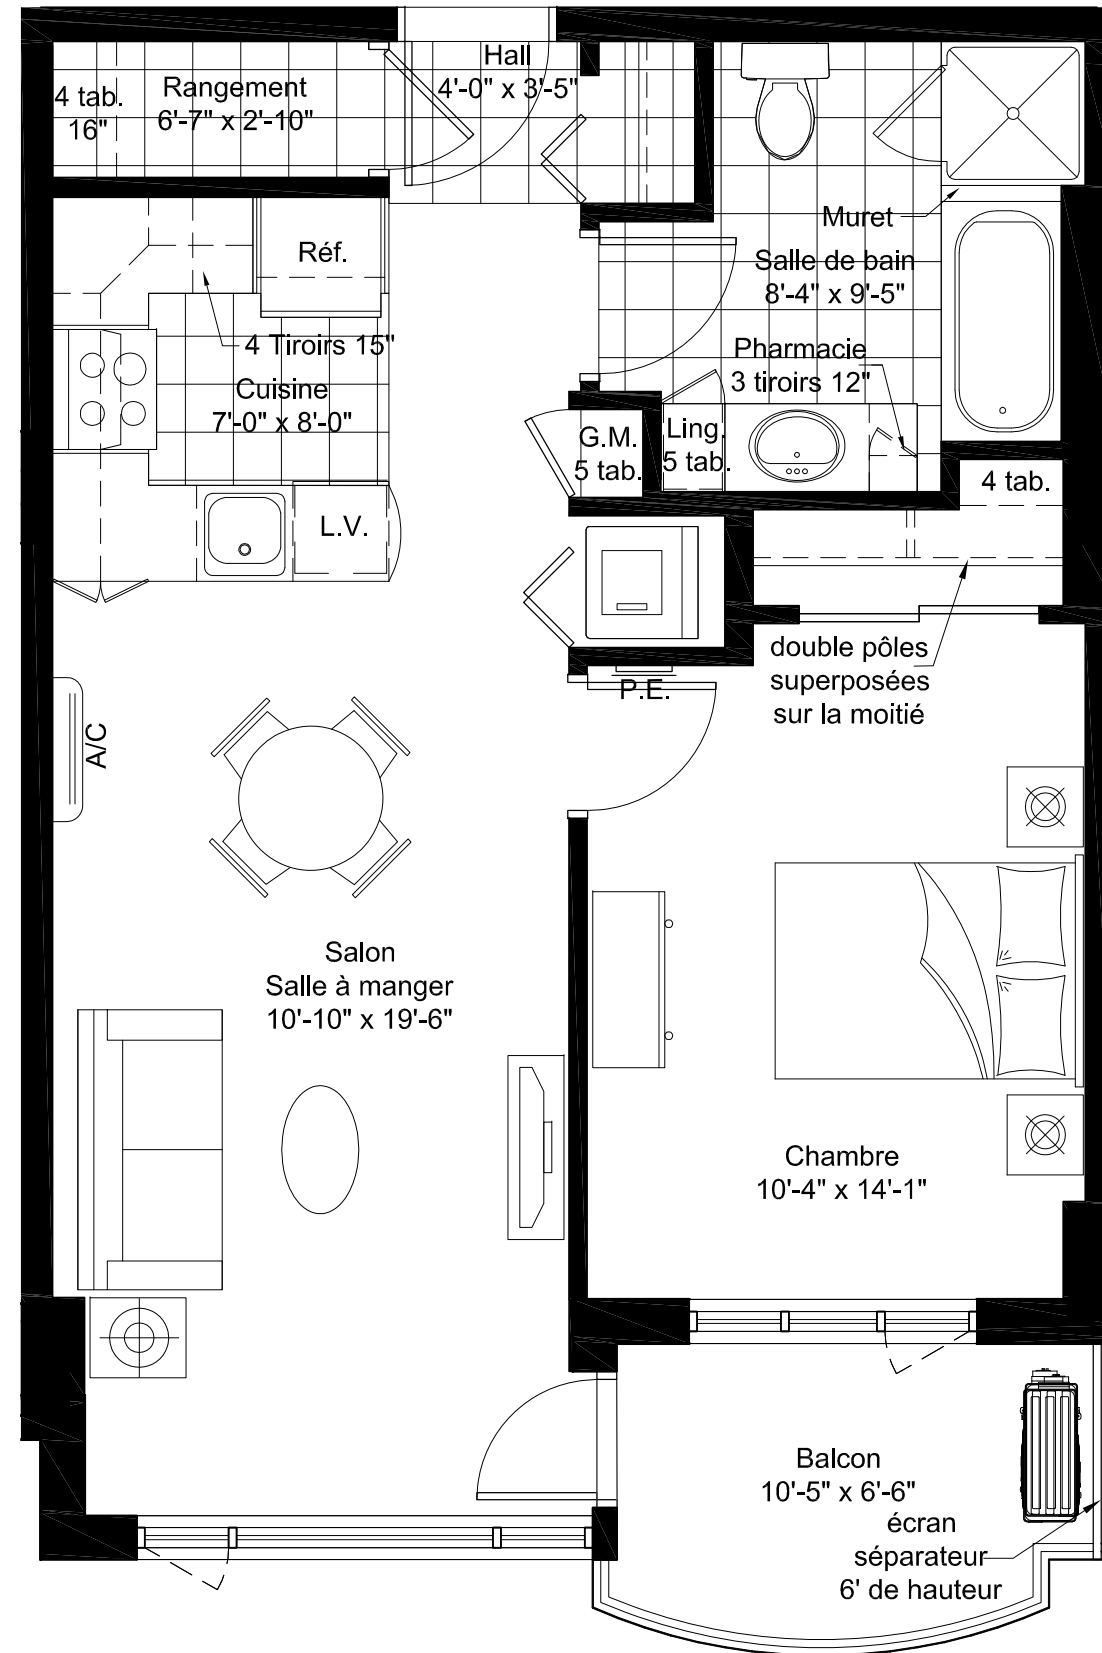 Hall
4'-0" x 3'-5"
Rangement
6'-7" x 2'-10"
4 tab.
16"
Réf.
Muret
Salle de bain
8'-4" x 9'-5"
4 Tiroirs 15"
Pharmacie
3 tiroirs 12"
Cuisine
7'-0" x 8'-0"
G.M.
5 tab.
Ling.
5 tab.
4 tab.
L.V.
double pôles
superposées
sur la moitié
P.E.
A/C
Salon
Salle à manger
10'-10" x 19'-6"
Chambre
10'-4" x 14'-1"
Balcon
10'-5" x 6'-6"
écran
séparateur
6' de hauteur